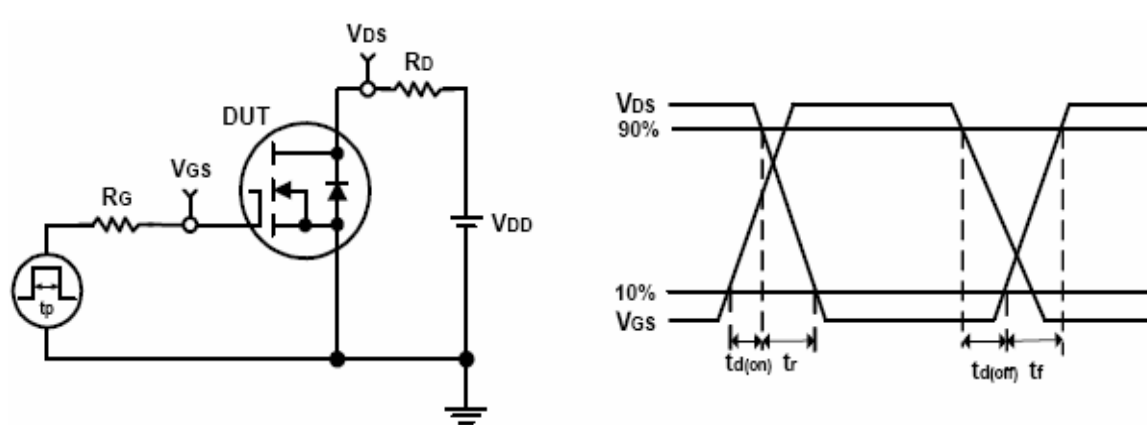 VDS
RD
DUT
VGS
RG
VDD
tp
VDS
90%
10%
VGS
td(on) tr
td(off) tf